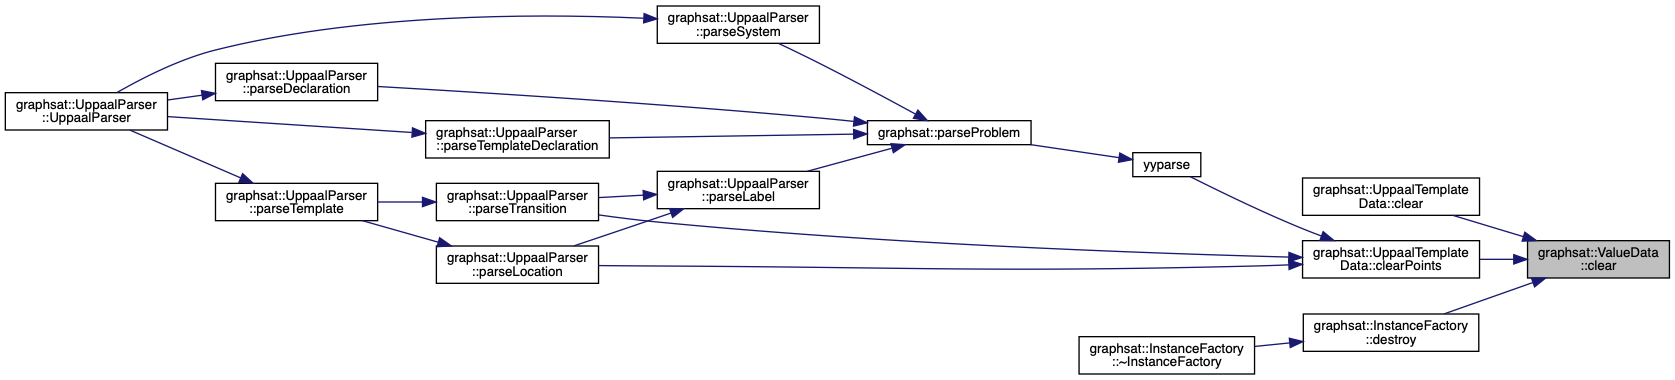 graphsat::UppaalParser
::parseSystem
graphsat::UppaalParser
::parseDeclaration
graphsat::UppaalParser
::UppaalParser
graphsat::UppaalParser
::parseTemplateDeclaration
graphsat::parseProblem
yyparse
graphsat::UppaalParser
::parseLabel
graphsat::UppaalParser
::parseTemplate
graphsat::UppaalParser
::parseTransition
graphsat::UppaalTemplate
Data::clear
graphsat::UppaalParser
::parseLocation
graphsat::UppaalTemplate
Data::clearPoints
graphsat::ValueData
::clear
graphsat::InstanceFactory
::destroy
graphsat::InstanceFactory
::~InstanceFactory